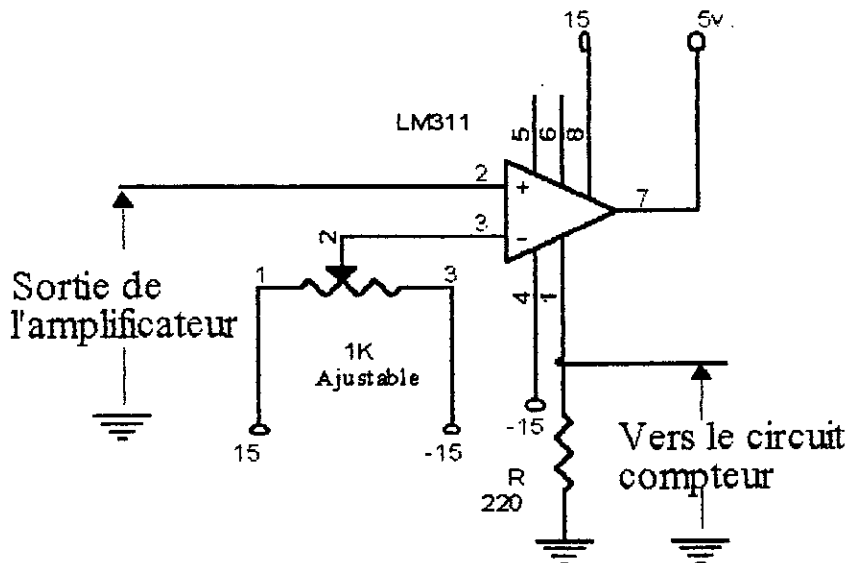 15
5v.
LM311
5
6
8
2
+
7
3
-
2
1
3
4
1
Sortie de
l'amplificateur
1K
Ajustable
15
-15
-15
R
220
Vers le circuit
compteur